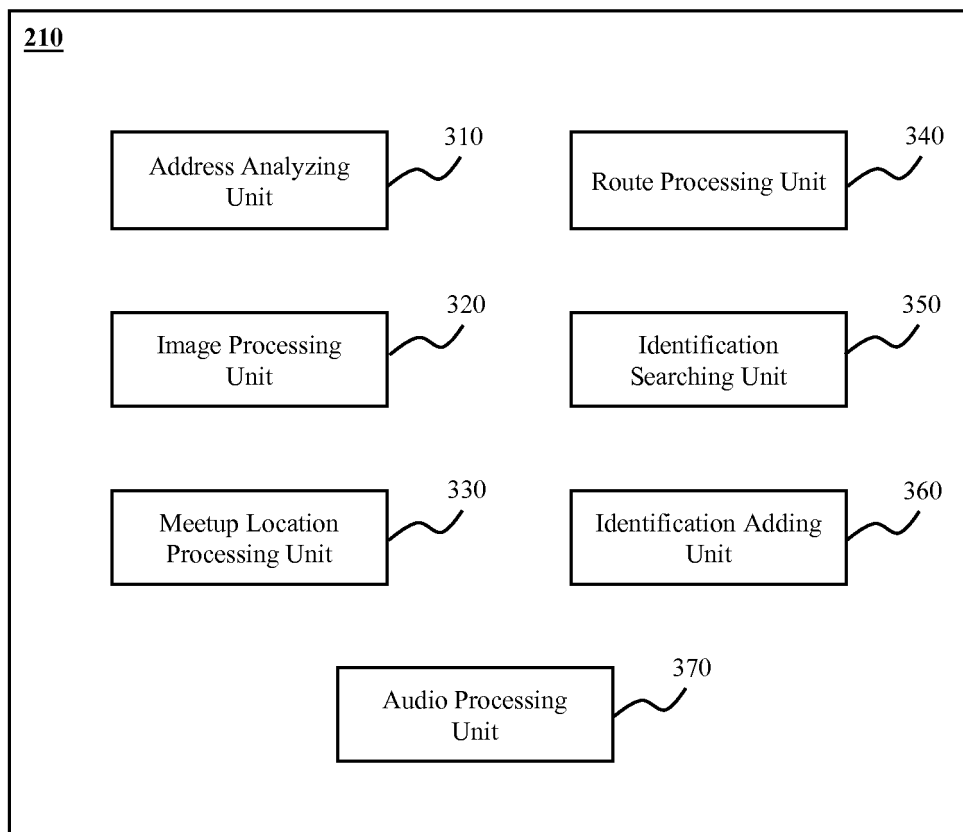 210
310
Address Analyzing
Unit
340
Route Processing Unit
320
Image Processing
Unit
350
Identification
Searching Unit
330
Meetup Location
Processing Unit
360
Identification Adding
Unit
370
Audio Processing
Unit